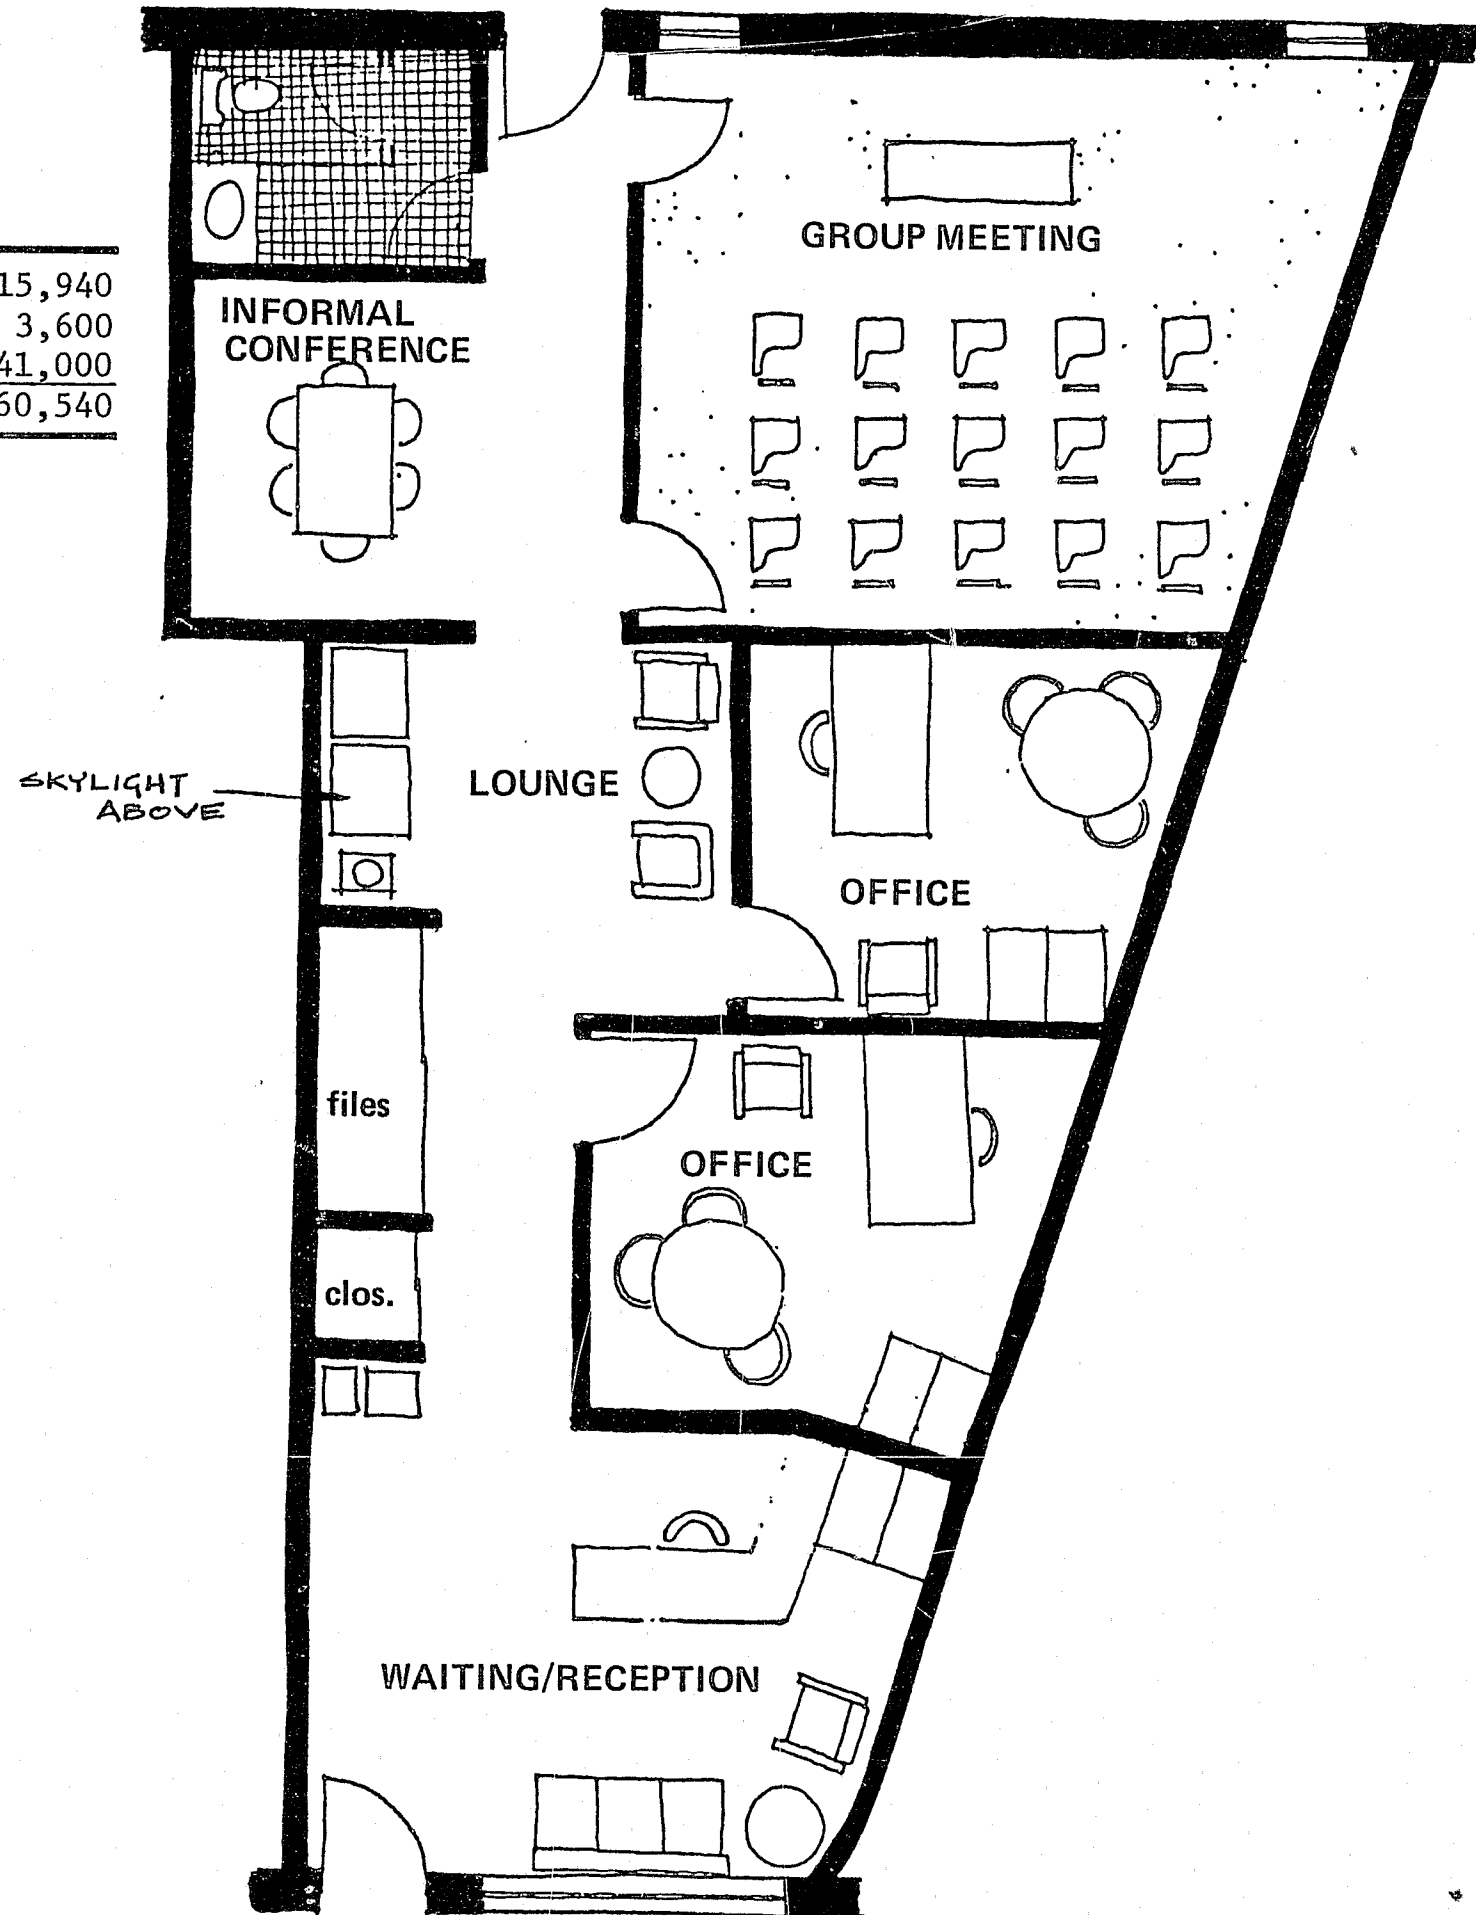 15,940
3,600
41,000
60,540
GROUP MEETING
INFORMAL
CONFERENCE
SKYLIGHT
ABOVE
LOUNGE
OFFICE
files
OFFICE
clos.
WAITING/RECEPTION